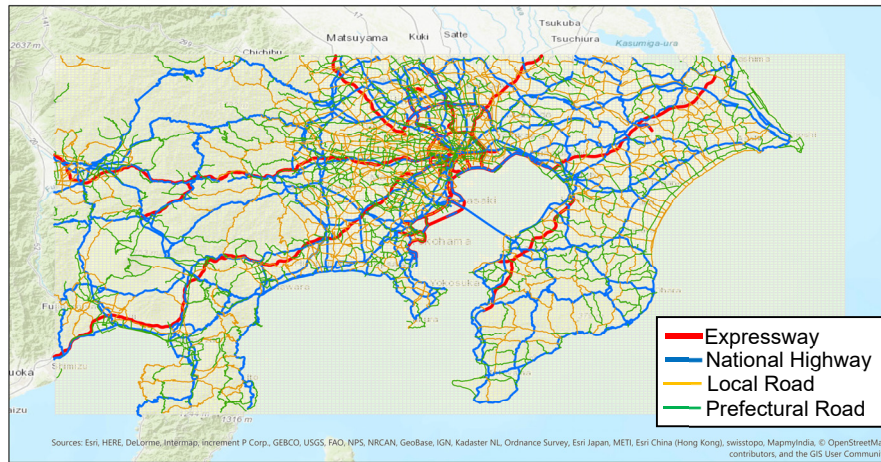 2637 m
141
299
Chichibu
Matsuyama
Kuki
Satte
Tsukuba
Tsuchiura
Kasumiga-ura
Shimizu
1316 m
Expressway
National Highway
Local Road
Prefectural Road
Sources: Esri, HERE, DeLorme, Intermap, increment P Corp., GEBCO, USGS, FAO, NPS, NRCAN, GeoBase, IGN, Kadaster NL, Ordnance Survey, Esri Japan, METI, Esri China (Hong Kong), swisstopo, MapmyIndia, © OpenStreetMa
contributors, and the GIS User Communi